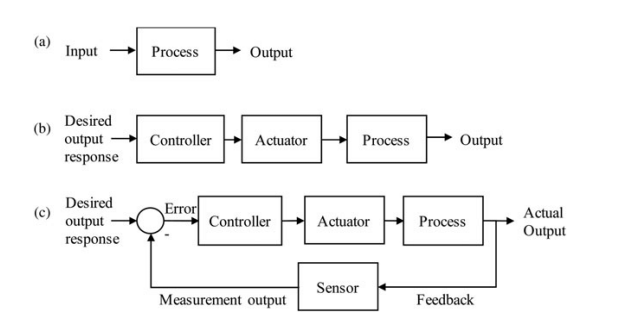 (a)
Input
Process
Output
(b)
Desired
output
response
Controller
Actuator
Process
Output
(c)
Desired
output
response
Error
-
Controller
Actuator
Process
Actual
Output
Sensor
Measurement output
Feedback